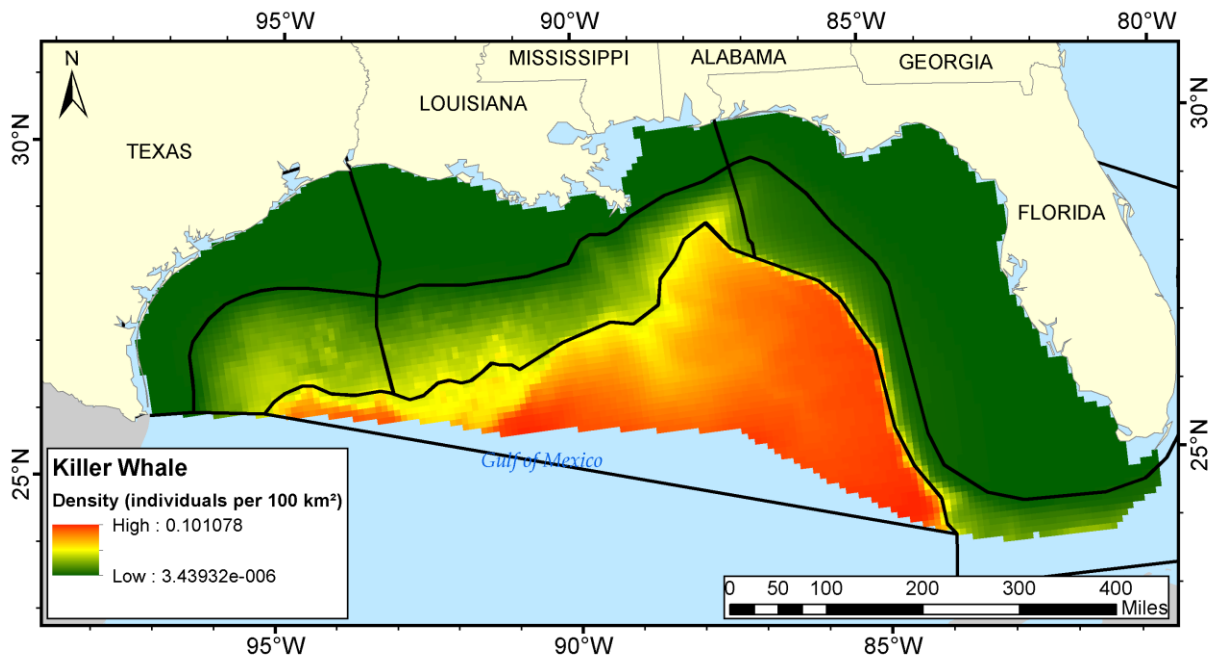 95°W 90°W 85°W 80°W
N
MISSISSIPPI ALABAMA GEORGIA
LOUISIANA
TEXAS
FLORIDA
30°N 30°N
25°N 25°N
Gulf of Mexico
Killer Whale
Density (individuals per 100 km²)
High : 0.101078
Low : 3.43932e-006
0 50 100 200 300 400
Miles
95°W 90°W 85°W